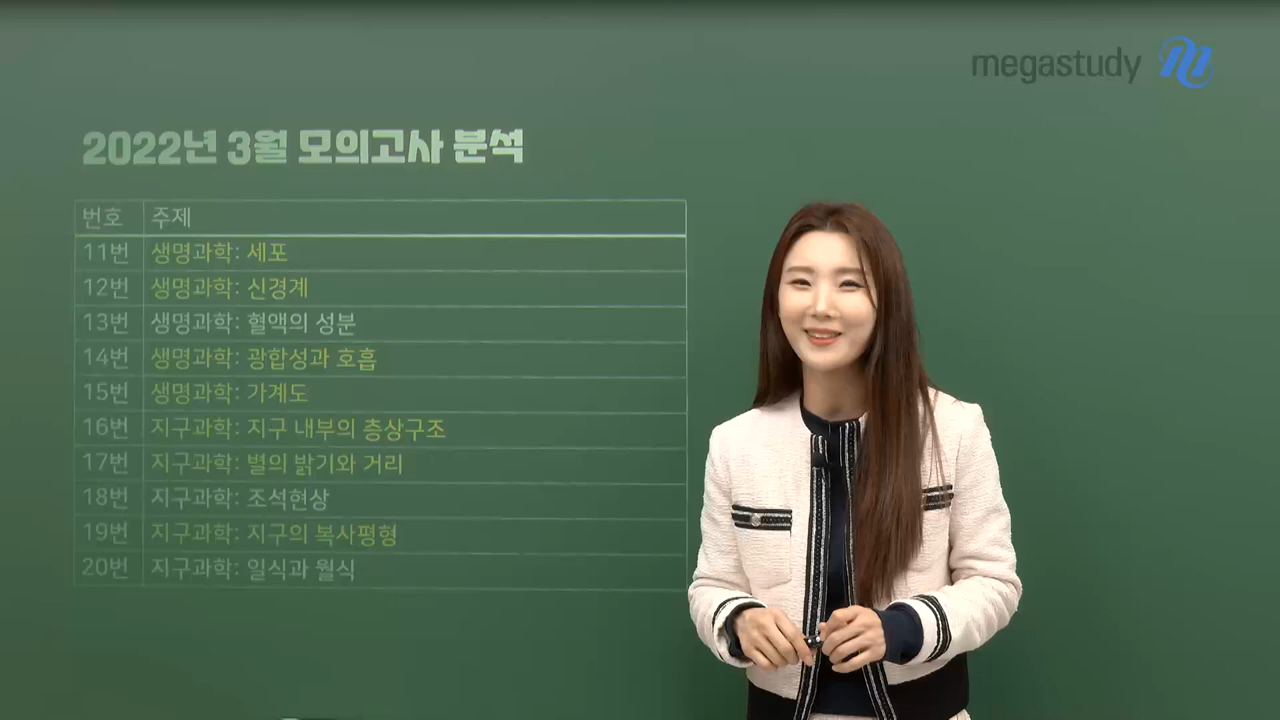 megastudy
2022년 3월 모의고사 분석
번호 주제
11번 생명과학: 세포
12번 생명과학: 신경계
13번 생명과학: 혈액의 성분
14번 생명과학: 광합성과 호흡
15번 생명과학: 가계도
16번 지구과학: 지구 내부의 층상구조
17번 지구과학: 별의 밝기와 거리
18번 지구과학: 조석현상
19번 지구과학: 지구의 복사평형
20번 지구과학: 일식과 월식